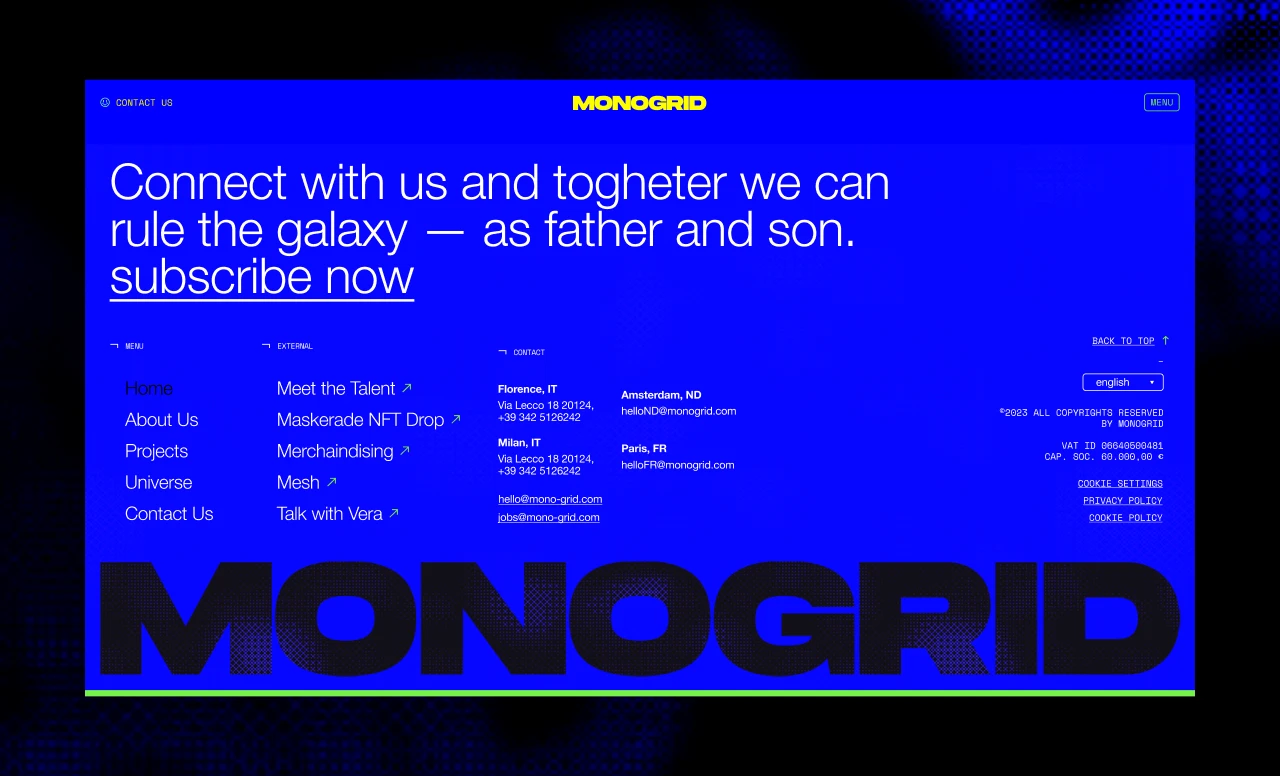 CONTACT US
MONOGRID
MENU
Connect with us and togheter we can
rule the galaxy — as father and son.
subscribe now
MENU
Home
About Us
Projects
Universe
Contact Us
EXTERNAL
Meet the Talent ↗
Maskerade NFT Drop ↗
Merchaindising ↗
Mesh ↗
Talk with Vera ↗
CONTACT
Florence, IT
Via Lecco 18 20124,
+39 342 5126242
Milan, IT
Via Lecco 18 20124,
+39 342 5126242
hello@mono-grid.com
jobs@mono-grid.com
Amsterdam, ND
helloND@monogrid.com
Paris, FR
helloFR@monogrid.com
BACK TO TOP ↑
–
english
©2023 ALL COPYRIGHTS RESERVED
BY MONOGRID
VAT ID 06640500481
CAP. SOC. 60.000,00 €
COOKIE SETTINGS
PRIVACY POLICY
COOKIE POLICY
MONOGRID